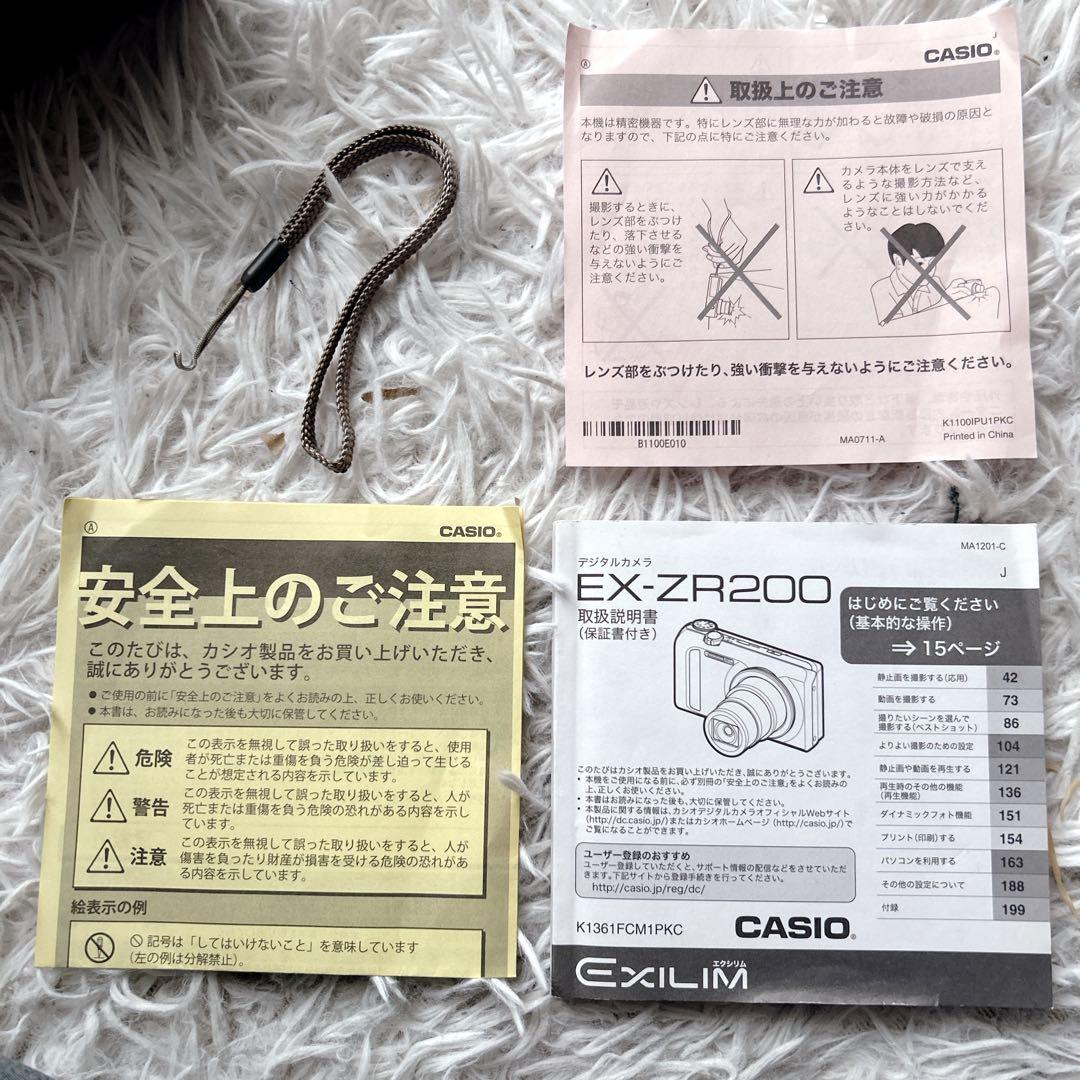 J
Ⓐ
CASIO®
取扱上のご注意
本機は精密機器です。特にレンズ部に無理な力が加わると故障や破損の原因と
なりますので、下記の点に特にご注意ください。
撮影するときに、
レンズ部をぶつけ
たり、落下させる
などの強い衝撃を
与えないようにご
注意ください。
カメラ本体をレンズで支え
るような撮影方法など、
レンズに強い力がかかる
ようなことはしないでくだ
さい。
レンズ部をぶつけたり、強い衝撃を与えないようにご注意ください。
B1100E010
MA0711-A
K1100IPU1PKC
Printed in China
Ⓐ
CASIO®
安全上のご注意
このたびは、カシオ製品をお買い上げいただき、
誠にありがとうございます。
● ご使用の前に「安全上のご注意」をよくお読みの上、正しくお使いください。
● 本書は、お読みになった後も大切に保管してください。
危険
この表示を無視して誤った取り扱いをすると、使用
者が死亡または重傷を負う危険が差し迫って生じる
ことが想定される内容を示しています。
警告
この表示を無視して誤った取り扱いをすると、人が
死亡または重傷を負う危険の恐れがある内容を示し
ています。
注意
この表示を無視して誤った取り扱いをすると、人が
傷害を負ったり財産が損害を受ける危険の恐れがあ
る内容を示しています。
絵表示の例
記号は「してはいけないこと」を意味しています
(左の例は分解禁止)。
MA1201-C
J
デジタルカメラ
EX-ZR200
取扱説明書
(保証書付き)
はじめにご覧ください
(基本的な操作)
⇒ 15ページ
静止画を撮影する(応用) 42
動画を撮影する 73
撮りたいシーンを選んで
撮影する(ベストショット) 86
よりよい撮影のための設定 104
静止画や動画を再生する 121
再生時のその他の機能
(再生機能) 136
ダイナミックフォト機能 151
プリント(印刷)する 154
パソコンを利用する 163
その他の設定について 188
付録 199
このたびはカシオ製品をお買い上げいただき、誠にありがとうございます。
• 本機をご使用になる前に、必ず別冊の「安全上のご注意」をよくお読みの
上、正しくお使いください。
• 本書はお読みになった後も、大切に保管してください。
• 本製品に関する情報は、カシオデジタルカメラオフィシャルWebサイト
(http://dc.casio.jp/)またはカシオホームページ(http://casio.jp/)で
ご覧になることができます。
ユーザー登録のおすすめ
ユーザー登録していただくと、サポート情報の配信などをさせていただ
きます。下記サイトから登録手続きを行ってください。
http://casio.jp/reg/dc/
K1361FCM1PKC
CASIO®
エクシリム
EXILIM